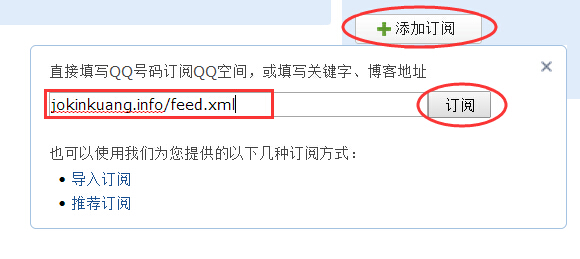 添加订阅
直接填写QQ号码订阅QQ空间，或填写关键字、博客地址
jokinkuang.info/feed.xml
订阅
也可以使用我们为您提供的以下几种订阅方式：
• 导入订阅
• 推荐订阅